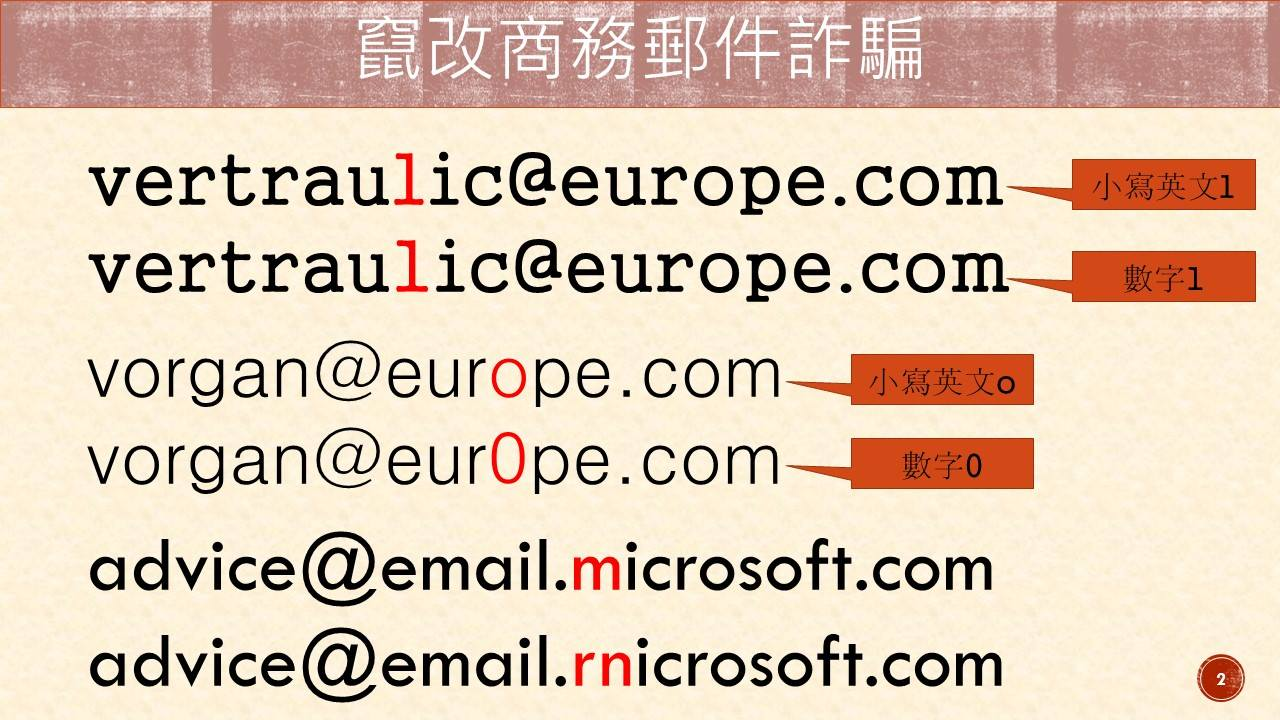 竄改商務郵件詐騙
vertraulic@europe.com
小寫英文l
vertrau1ic@europe.com
數字1
vorgan@europe.com
小寫英文o
vorgan@eur0pe.com
數字0
advice@email.microsoft.com
advice@email.rnicrosoft.com
2